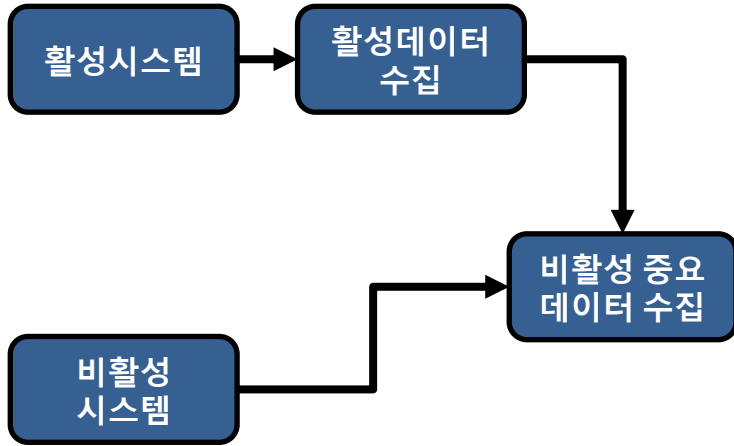 활성시스템
활성데이터
수집
비활성 중요
데이터 수집
비활성
시스템